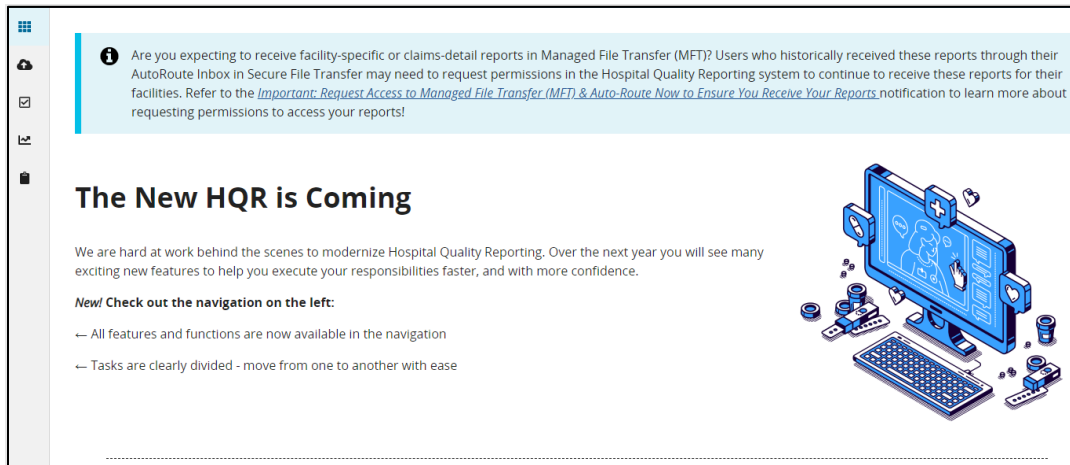 Are you expecting to receive facility-specific or claims-detail reports in Managed File Transfer (MFT)? Users who historically received these reports through their
AutoRoute Inbox in Secure File Transfer may need to request permissions in the Hospital Quality Reporting system to continue to receive these reports for their
facilities. Refer to the Important: Request Access to Managed File Transfer (MFT) & Auto-Route Now to Ensure You Receive Your Reports notification to learn more about
requesting permissions to access your reports!
The New HQR is Coming
We are hard at work behind the scenes to modernize Hospital Quality Reporting. Over the next year you will see many
exciting new features to help you execute your responsibilities faster, and with more confidence.
New! Check out the navigation on the left:
← All features and functions are now available in the navigation
← Tasks are clearly divided - move from one to another with ease